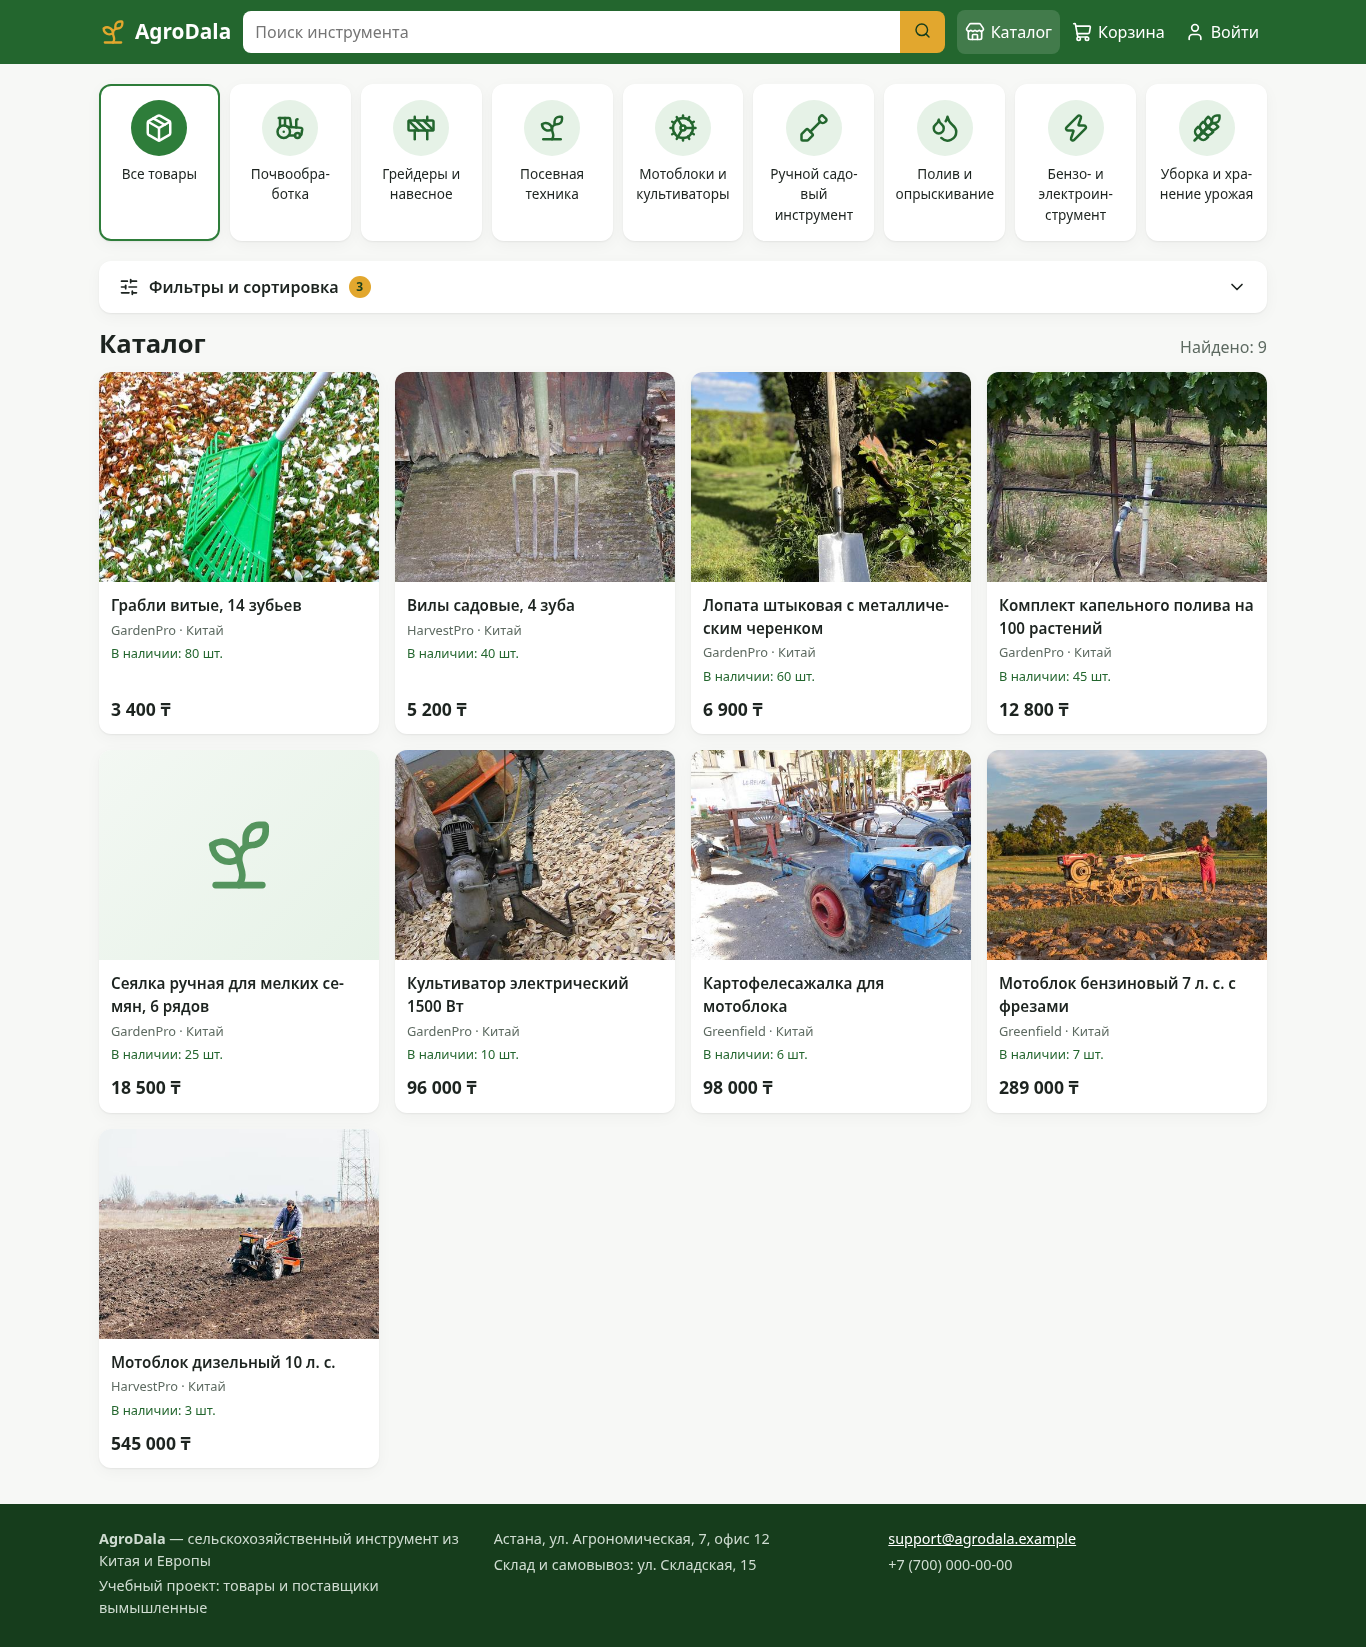 AgroDala
Поиск инструмента
Каталог
Корзина
Войти
Все товары
Почвообра-
ботка
Грейдеры и
навесное
Посевная
техника
Мотоблоки и
культиваторы
Ручной садо-
вый
инструмент
Полив и
опрыскивание
Бензо- и
электроин-
струмент
Уборка и хра-
нение урожая
Фильтры и сортировка 3
Каталог
Найдено: 9
Грабли витые, 14 зубьев
GardenPro · Китай
В наличии: 80 шт.
3 400 ₸
Вилы садовые, 4 зуба
HarvestPro · Китай
В наличии: 40 шт.
5 200 ₸
Лопата штыковая с металличе-
ским черенком
GardenPro · Китай
В наличии: 60 шт.
6 900 ₸
Комплект капельного полива на
100 растений
GardenPro · Китай
В наличии: 45 шт.
12 800 ₸
Сеялка ручная для мелких се-
мян, 6 рядов
GardenPro · Китай
В наличии: 25 шт.
18 500 ₸
Культиватор электрический
1500 Вт
GardenPro · Китай
В наличии: 10 шт.
96 000 ₸
Картофелесажалка для
мотоблока
Greenfield · Китай
В наличии: 6 шт.
98 000 ₸
Мотоблок бензиновый 7 л. с. с
фрезами
Greenfield · Китай
В наличии: 7 шт.
289 000 ₸
Мотоблок дизельный 10 л. с.
HarvestPro · Китай
В наличии: 3 шт.
545 000 ₸
AgroDala — сельскохозяйственный инструмент из
Китая и Европы
Учебный проект: товары и поставщики
вымышленные
Астана, ул. Агрономическая, 7, офис 12
Склад и самовывоз: ул. Складская, 15
support@agrodala.example
+7 (700) 000-00-00